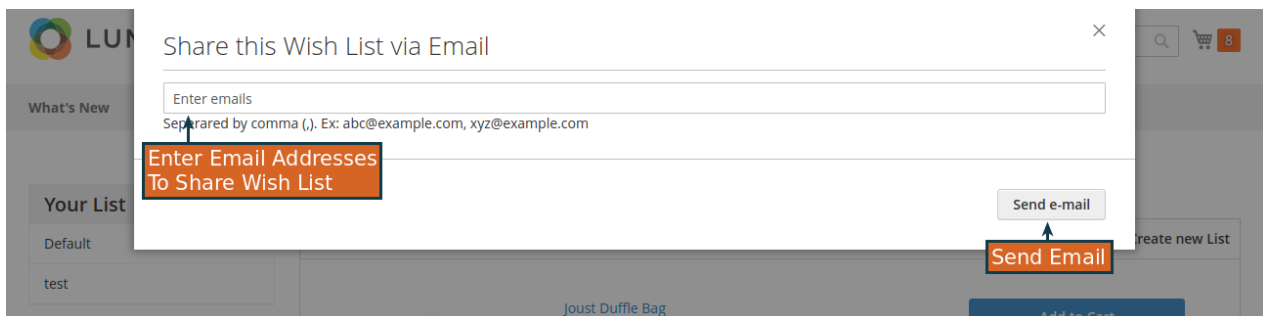 LUN
Share this Wish List via Email
8
Enter emails
What's New
Seperared by comma (,). Ex: abc@example.com, xyz@example.com
Enter Email Addresses
To Share Wish List
Your List
Send e-mail
Default
Create new List
Send Email
test
Joust Duffle Bag
Add to Cart